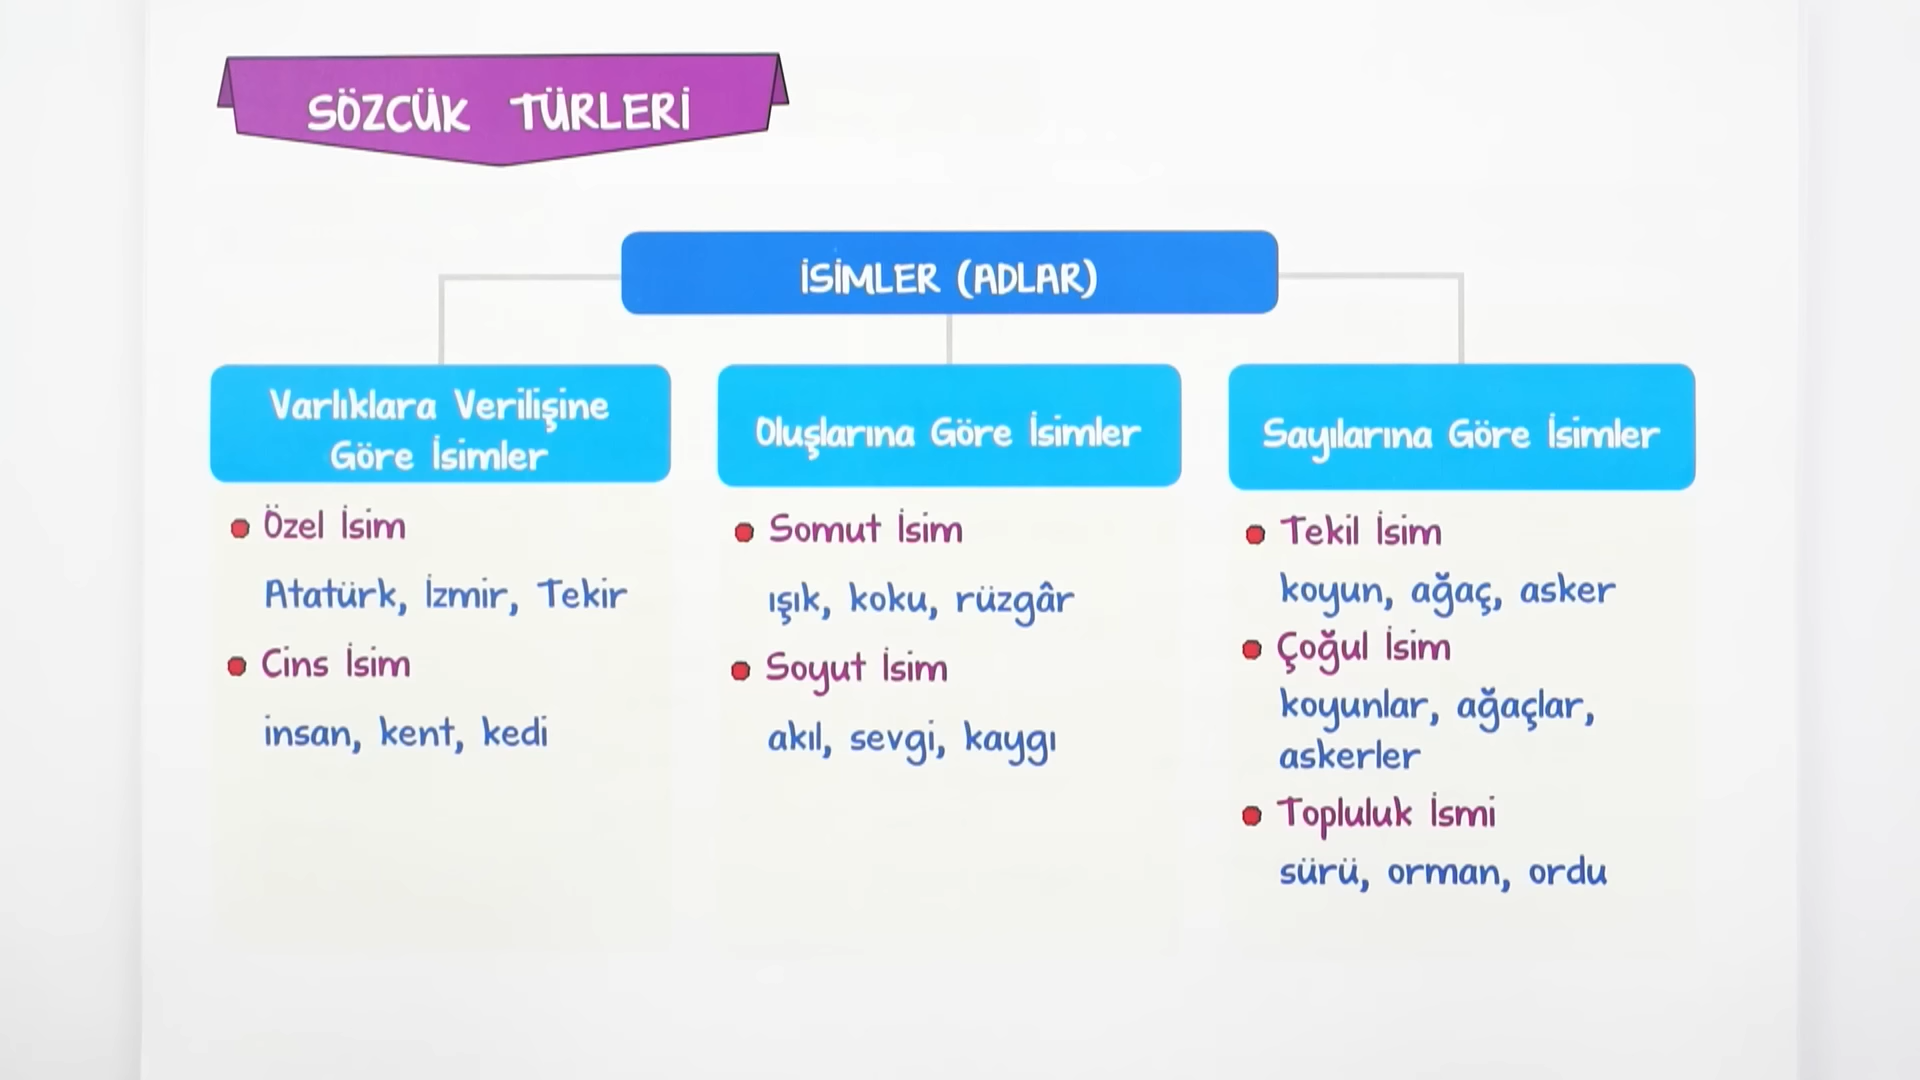 SÖZCÜK TÜRLERİ
İSİMLER (ADLAR)
Varlıklara Verilişine
Göre İsimler
Özel İsim
Atatürk, İzmir, Tekir
Cins İsim
insan, kent, kedi
Oluşlarına Göre İsimler
Somut İsim
ışık, koku, rüzgâr
Soyut İsim
akıl, sevgi, kaygı
Sayılarına Göre İsimler
Tekil İsim
koyun, ağaç, asker
Çoğul İsim
koyunlar, ağaçlar,
askerler
Topluluk İsmi
sürü, orman, ordu